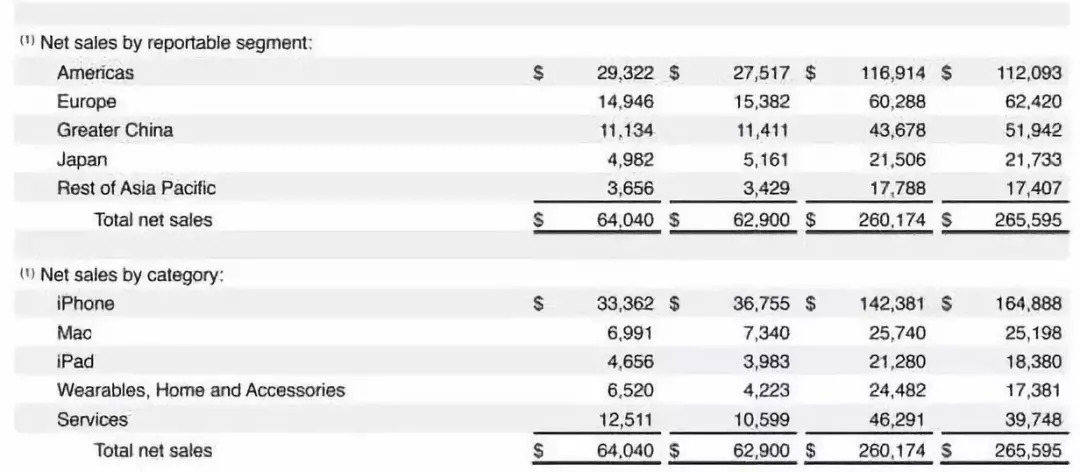 (1) Net sales by reportable segment:
Americas $ 29,322 $ 27,517 $ 116,914 $ 112,093
Europe 14,946 15,382 60,288 62,420
Greater China 11,134 11,411 43,678 51,942
Japan 4,982 5,161 21,506 21,733
Rest of Asia Pacific 3,656 3,429 17,788 17,407
Total net sales $ 64,040 $ 62,900 $ 260,174 $ 265,595
(1) Net sales by category:
iPhone $ 33,362 $ 36,755 $ 142,381 $ 164,888
Mac 6,991 7,340 25,740 25,198
iPad 4,656 3,983 21,280 18,380
Wearables, Home and Accessories 6,520 4,223 24,482 17,381
Services 12,511 10,599 46,291 39,748
Total net sales $ 64,040 $ 62,900 $ 260,174 $ 265,595